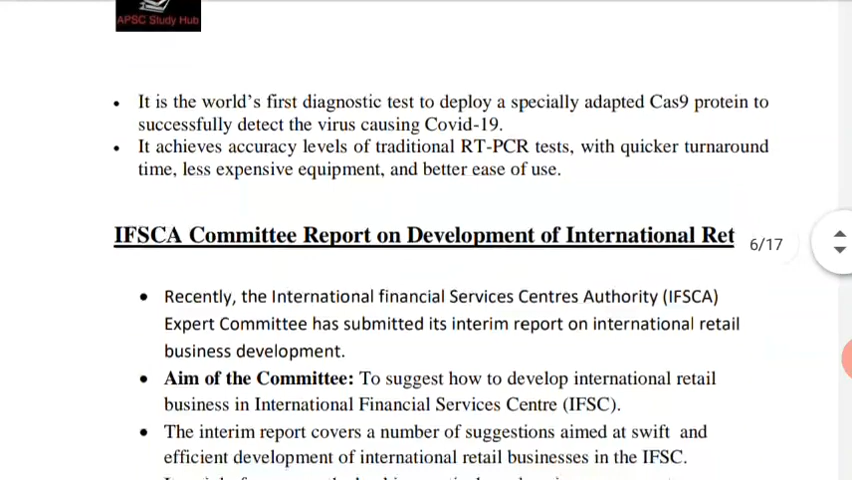 APSC Study Hub
• It is the world's first diagnostic test to deploy a specially adapted Cas9 protein to
successfully detect the virus causing Covid-19.
• It achieves accuracy levels of traditional RT-PCR tests, with quicker turnaround
time, less expensive equipment, and better ease of use.
IFSCA Committee Report on Development of International Ret
6/17
• Recently, the International financial Services Centres Authority (IFSCA)
Expert Committee has submitted its interim report on international retail
business development.
• Aim of the Committee: To suggest how to develop international retail
business in International Financial Services Centre (IFSC).
• The interim report covers a number of suggestions aimed at swift and
efficient development of international retail businesses in the IFSC.